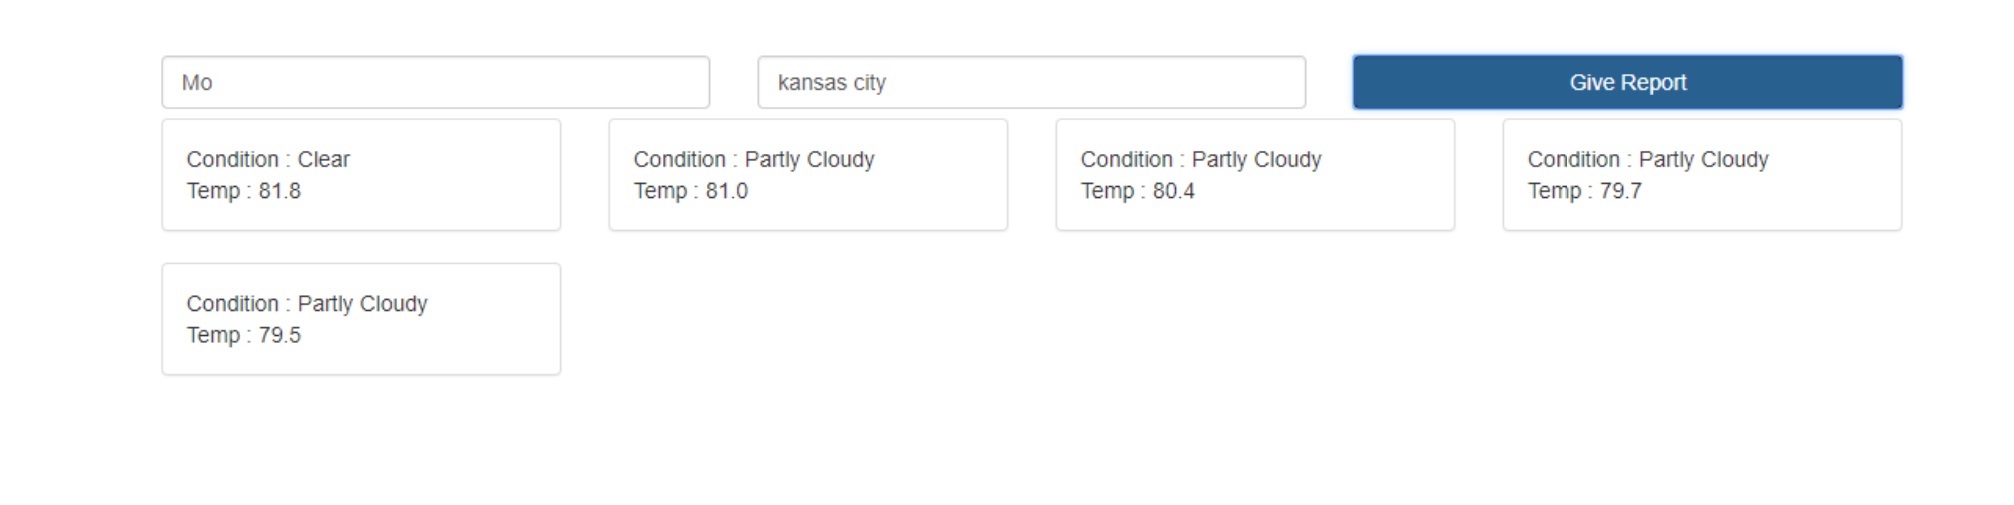 Mo
kansas city
Give Report
Condition : Clear
Temp : 81.8
Condition : Partly Cloudy
Temp : 81.0
Condition : Partly Cloudy
Temp : 80.4
Condition : Partly Cloudy
Temp : 79.7
Condition : Partly Cloudy
Temp : 79.5